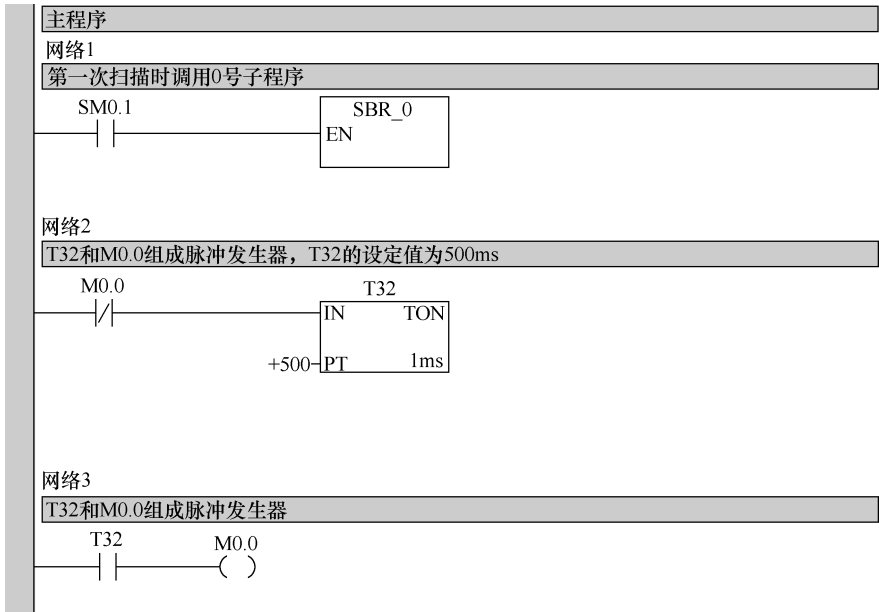 主程序
网络1
第一次扫描时调用0号子程序
SM0.1
SBR_0
EN
网络2
T32和M0.0组成脉冲发生器，T32的设定值为500ms
M0.0
T32
IN TON
+500 PT 1ms
网络3
T32和M0.0组成脉冲发生器
T32
M0.0